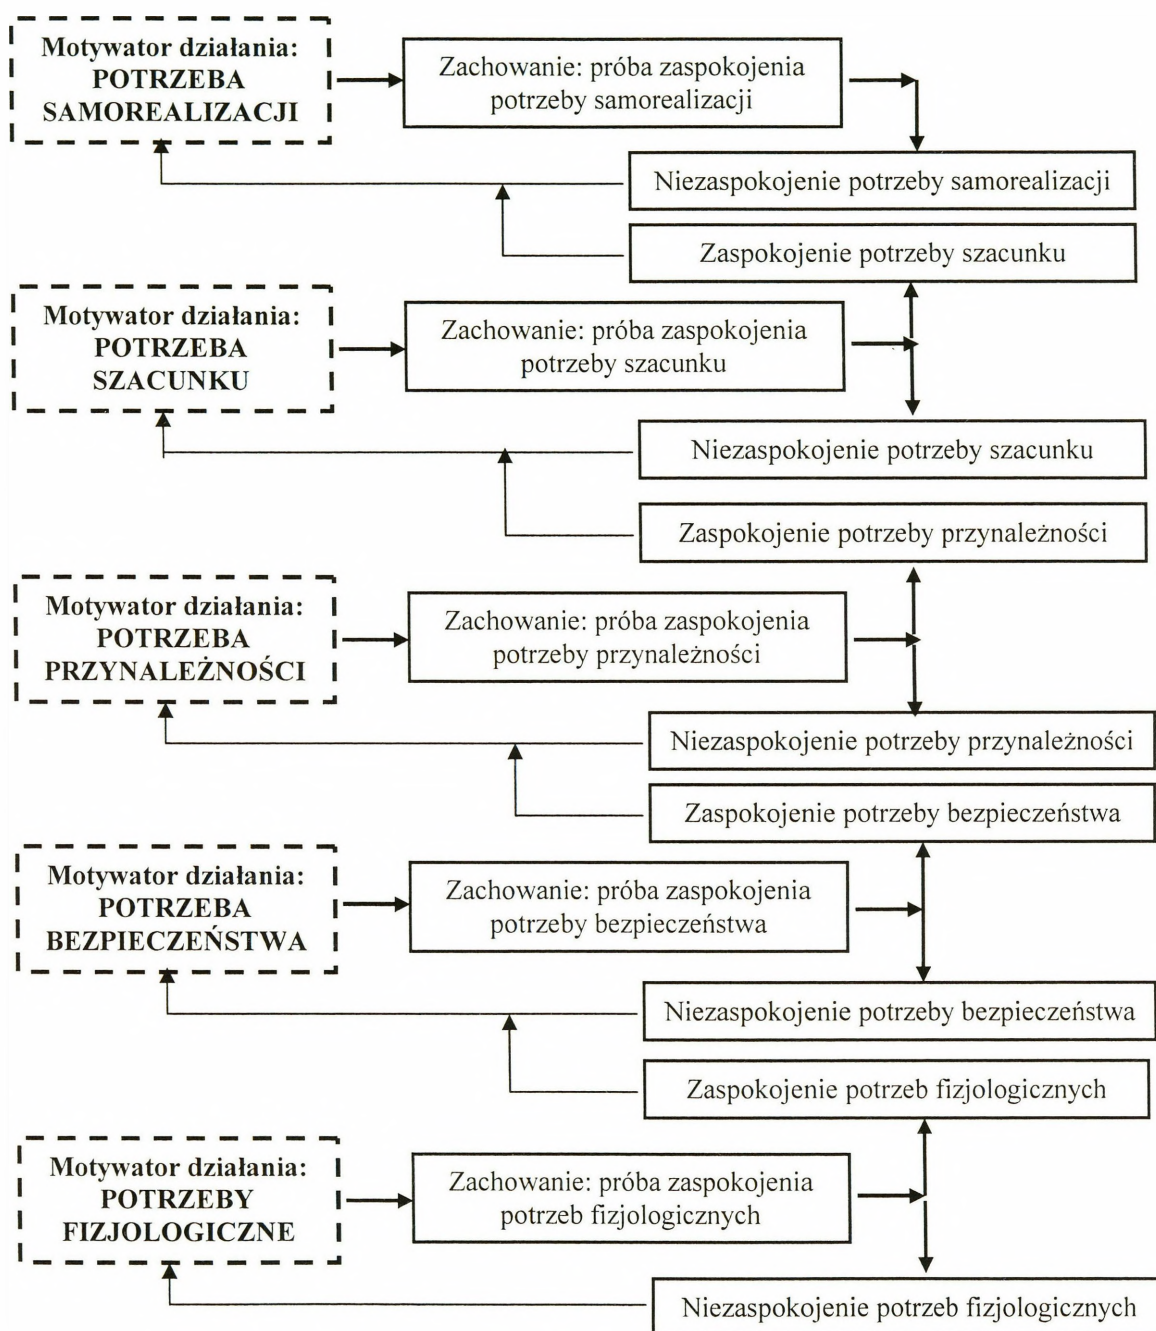 Motywator działania:
POTRZEBA
SAMOREALIZACJI
Zachowanie: próba zaspokojenia
potrzeby samorealizacji
Niezaspokojenie potrzeby samorealizacji
Zaspokojenie potrzeby szacunku
Motywator działania:
POTRZEBA
SZACUNKU
Zachowanie: próba zaspokojenia
potrzeby szacunku
Niezaspokojenie potrzeby szacunku
Zaspokojenie potrzeby przynależności
Motywator działania:
POTRZEBA
PRZYNALEŻNOŚCI
Zachowanie: próba zaspokojenia
potrzeby przynależności
Niezaspokojenie potrzeby przynależności
Zaspokojenie potrzeby bezpieczeństwa
Motywator działania:
POTRZEBA
BEZPIECZEŃSTWA
Zachowanie: próba zaspokojenia
potrzeby bezpieczeństwa
Niezaspokojenie potrzeby bezpieczeństwa
Zaspokojenie potrzeb fizjologicznych
Motywator działania:
POTRZEBY
FIZJOLOGICZNE
Zachowanie: próba zaspokojenia
potrzeb fizjologicznych
Niezaspokojenie potrzeb fizjologicznych